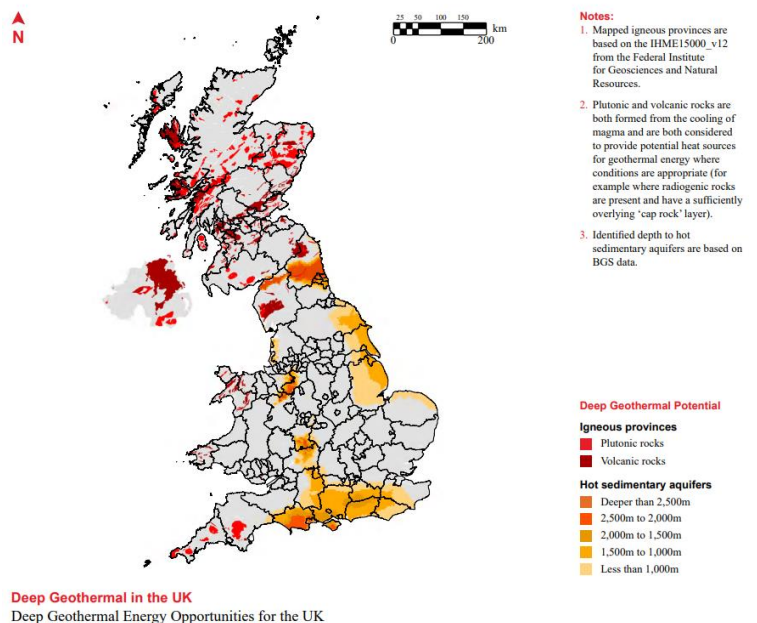 N
25 50 100 150
km
0 200
Notes:
1. Mapped igneous provinces are
based on the IHME15000_v12
from the Federal Institute
for Geosciences and Natural
Resources.
2. Plutonic and volcanic rocks are
both formed from the cooling of
magma and are both considered
to provide potential heat sources
for geothermal energy where
conditions are appropriate (for
example where radiogenic rocks
are present and have a sufficiently
overlying ‘cap rock’ layer).
3. Identified depth to hot
sedimentary aquifers are based on
BGS data.
Deep Geothermal Potential
Igneous provinces
Plutonic rocks
Volcanic rocks
Hot sedimentary aquifers
Deeper than 2,500m
2,500m to 2,000m
2,000m to 1,500m
1,500m to 1,000m
Less than 1,000m
Deep Geothermal in the UK
Deep Geothermal Energy Opportunities for the UK